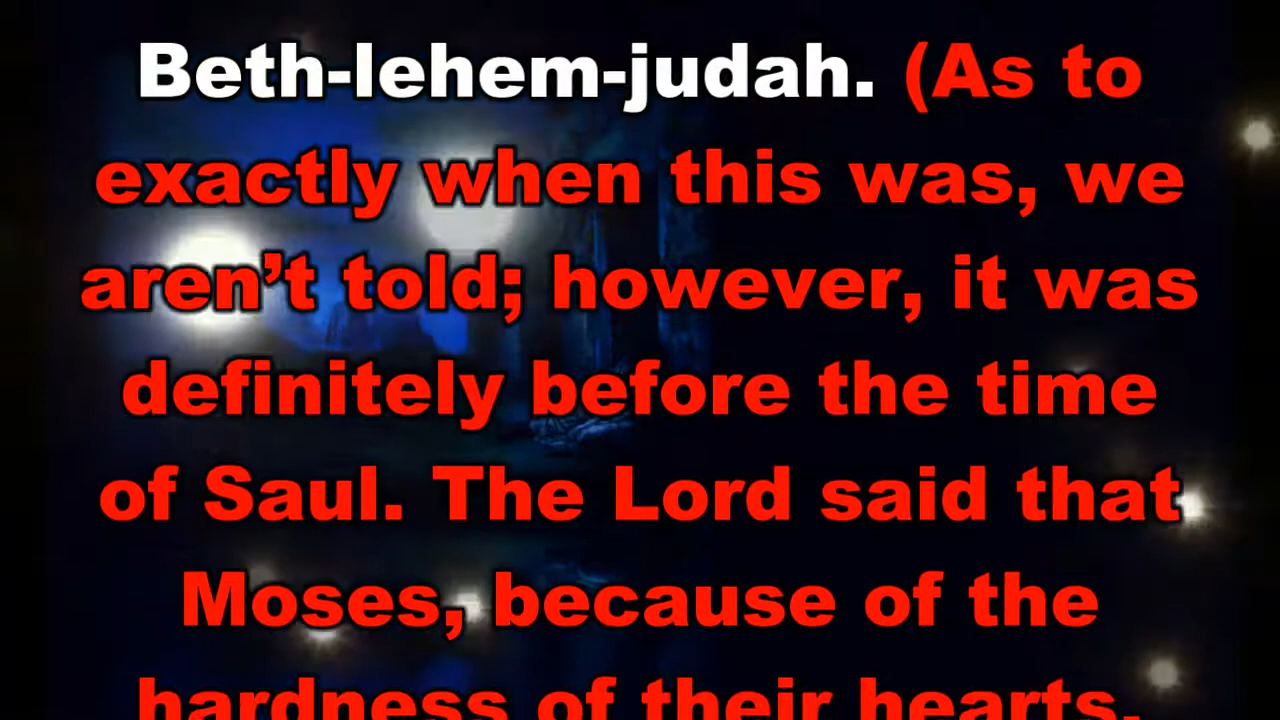 Beth-lehem-judah. (As to
exactly when this was, we
aren’t told; however, it was
definitely before the time
of Saul. The Lord said that
Moses, because of the
hardness of their hearts,